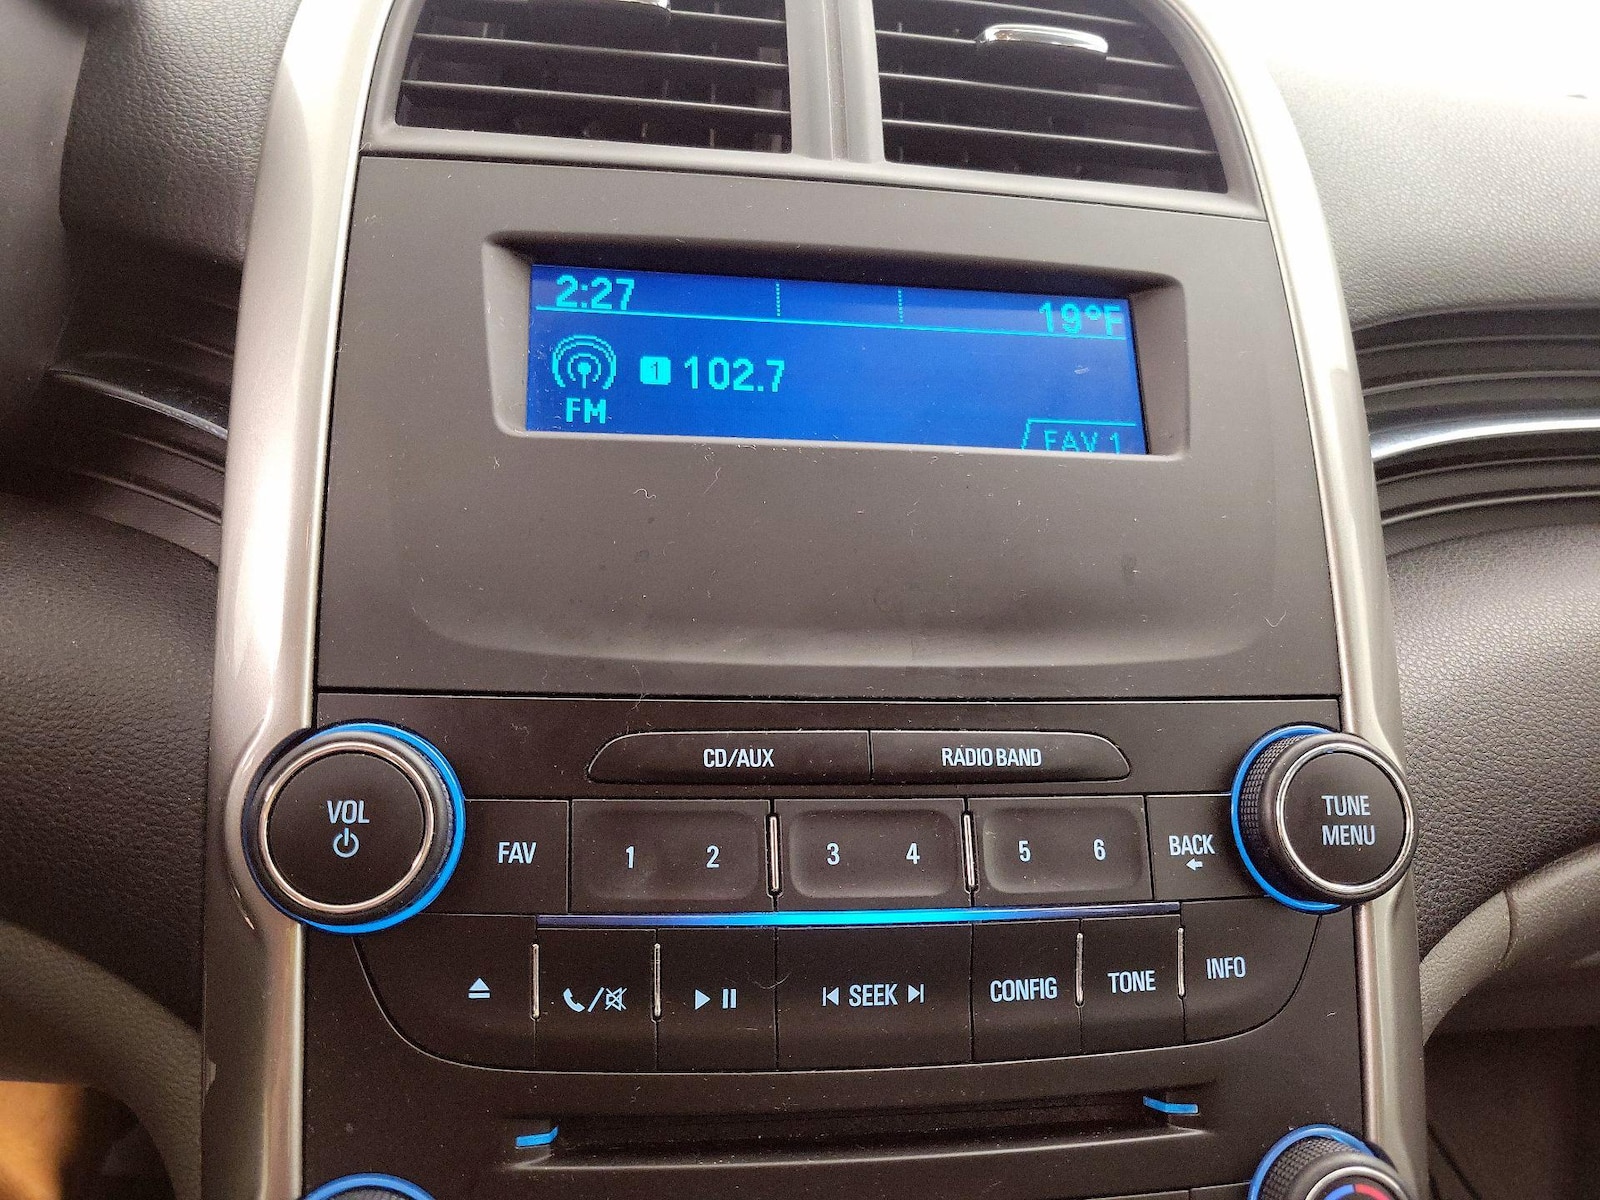 2:27 19°F
1 102.7
FM
FAV 1
CD/AUX RADIO BAND
VOL TUNE
MENU
FAV 1 2 3 4 5 6 BACK
SEEK CONFIG TONE INFO